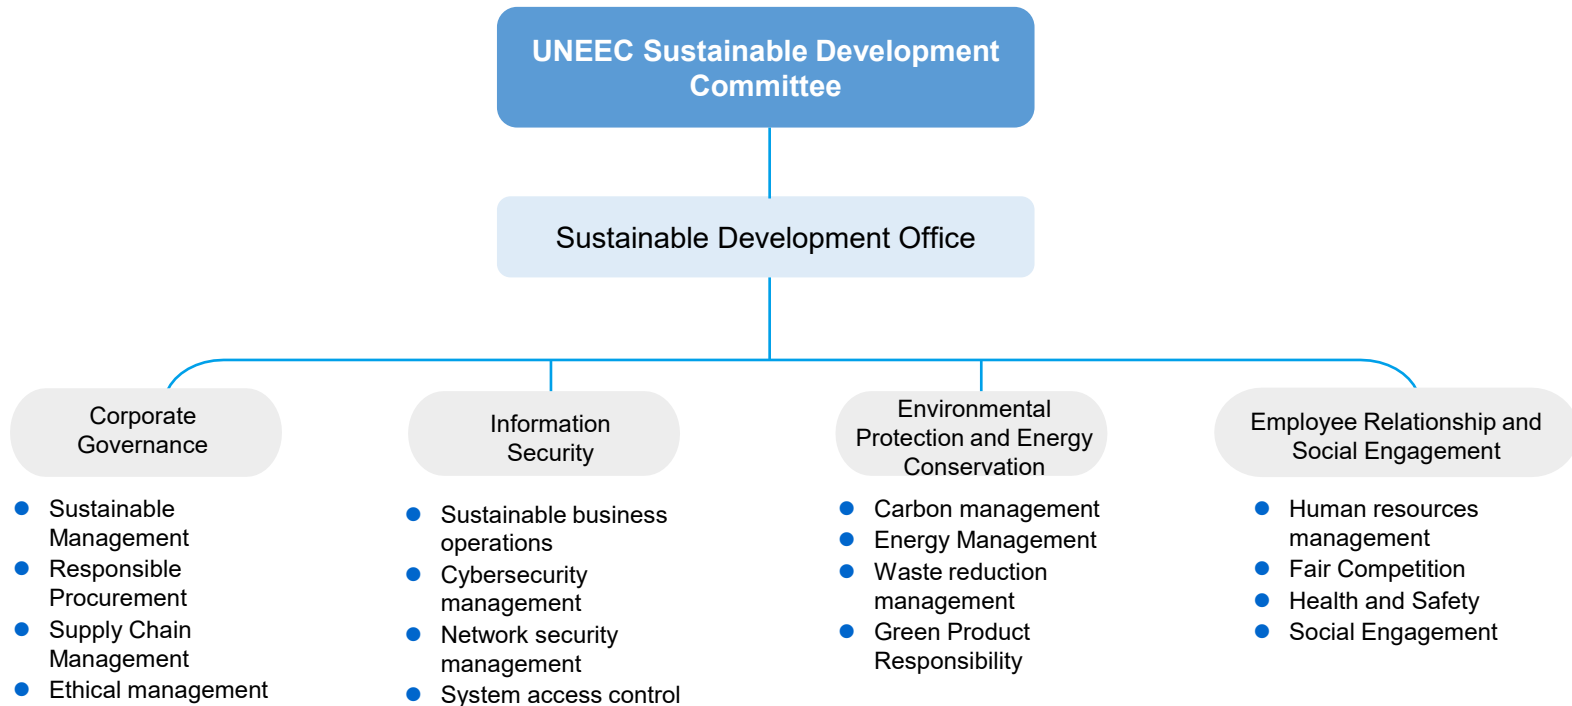 UNEEC Sustainable Development
Committee
Sustainable Development Office
Corporate
Governance
Sustainable
Management
Responsible
Procurement
Supply Chain
Management
Ethical management
Information
Security
Sustainable business
operations
Cybersecurity
management
Network security
management
System access control
Environmental
Protection and Energy
Conservation
Carbon management
Energy Management
Waste reduction
management
Green Product
Responsibility
Employee Relationship and
Social Engagement
Human resources
management
Fair Competition
Health and Safety
Social Engagement